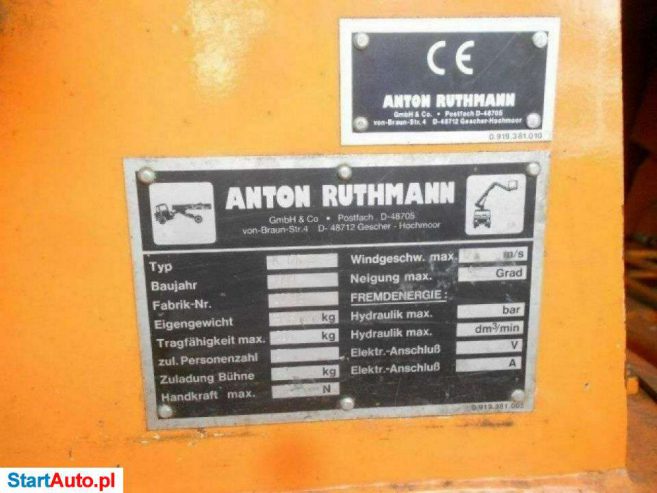 CE
ANTON RUTHMANN
GmbH & Co. • Postfach D-48705
von-Braun-Str. 4 D-48712 Gescher-Hochmoor
0.919.381.010
ANTON RUTHMANN
GmbH & Co • Postfach D-48705
von-Braun-Str.4 D-48712 Gescher - Hochmoor
Typ
Baujahr
Fabrik-Nr.
Eigengewicht kg
Tragfähigkeit max. kg
zul. Personenzahl
Zuladung Bühne kg
Handkraft max. N
Windgeschw. max. m/s
Neigung max. Grad
FREMDENERGIE:
Hydraulik max. bar
Hydraulik max. dm³/min
Elektr.-Anschluß V
Elektr.-Anschluß A
0.919.381.005
StartAuto.pl